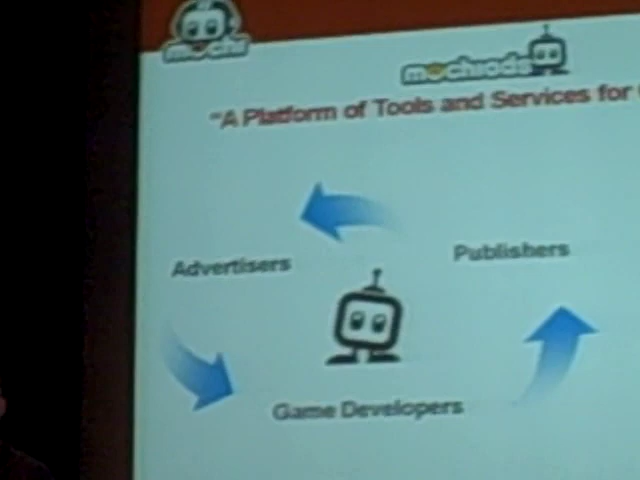 mochi
mochiads
"A Platform of Tools and Services for
Advertisers
Publishers
Game Developers